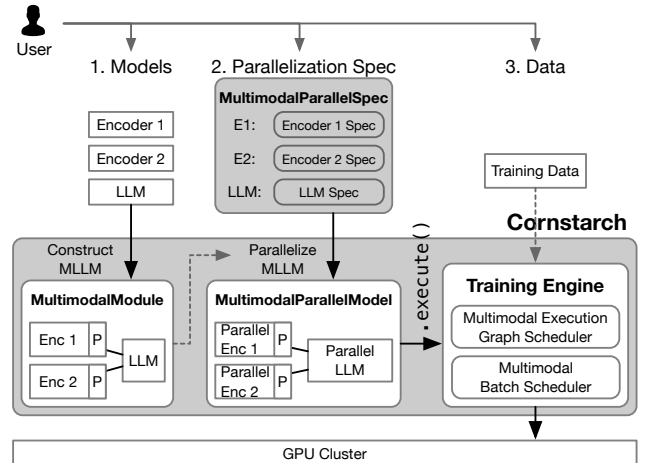 User
1. Models
2. Parallelization Spec
3. Data
MultimodalParallelSpec
Encoder 1
E1:
Encoder 1 Spec
Encoder 2
E2:
Encoder 2 Spec
LLM
LLM:
LLM Spec
Training Data
Cornstarch
Construct
MLLM
Parallelize
MLLM
.execute()
MultimodalModule
Enc 1
P
Enc 2
P
LLM
MultimodalParallelModel
Parallel
Enc 1
P
Parallel
Enc 2
P
Parallel
LLM
Training Engine
Multimodal Execution
Graph Scheduler
Multimodal
Batch Scheduler
GPU Cluster